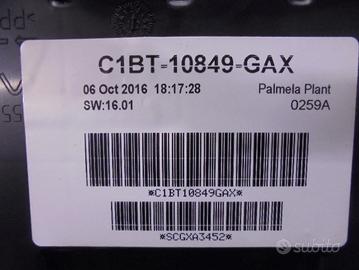 C1BT-10849-GAX
06 Oct 2016 18:17:28 Palmela Plant
SW:16.01 0259A
*C1BT10849GAX*
*SCGXA3452*
subito